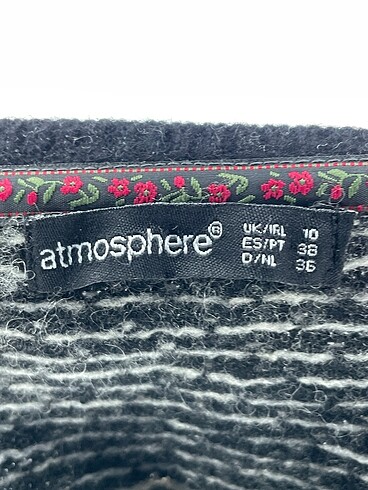 atmosphere®
UK/IRL 10
ES/PT 38
D/NL 36